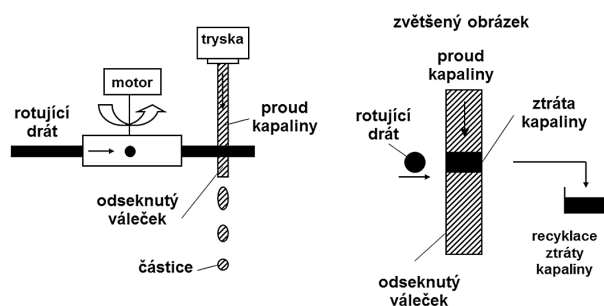 tryska
motor
rotující
drát
proud
kapaliny
odseknutý
váleček
částice
zvětšený obrázek
proud
kapaliny
rotující
drát
ztráta
kapaliny
odseknutý
váleček
recyklace
ztráty
kapaliny